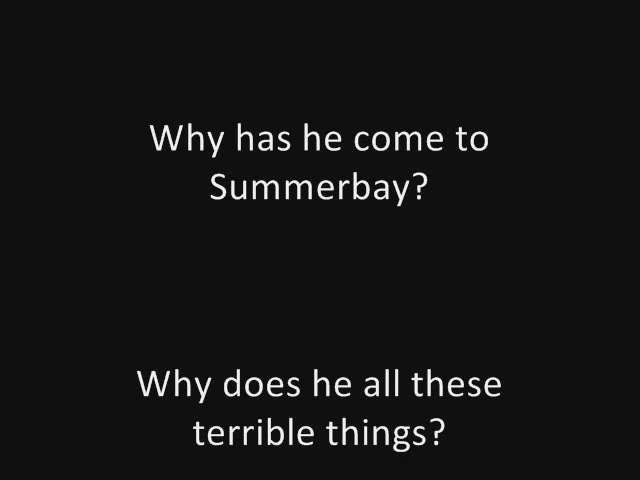 Why has he come to
Summerbay?
Why does he all these
terrible things?